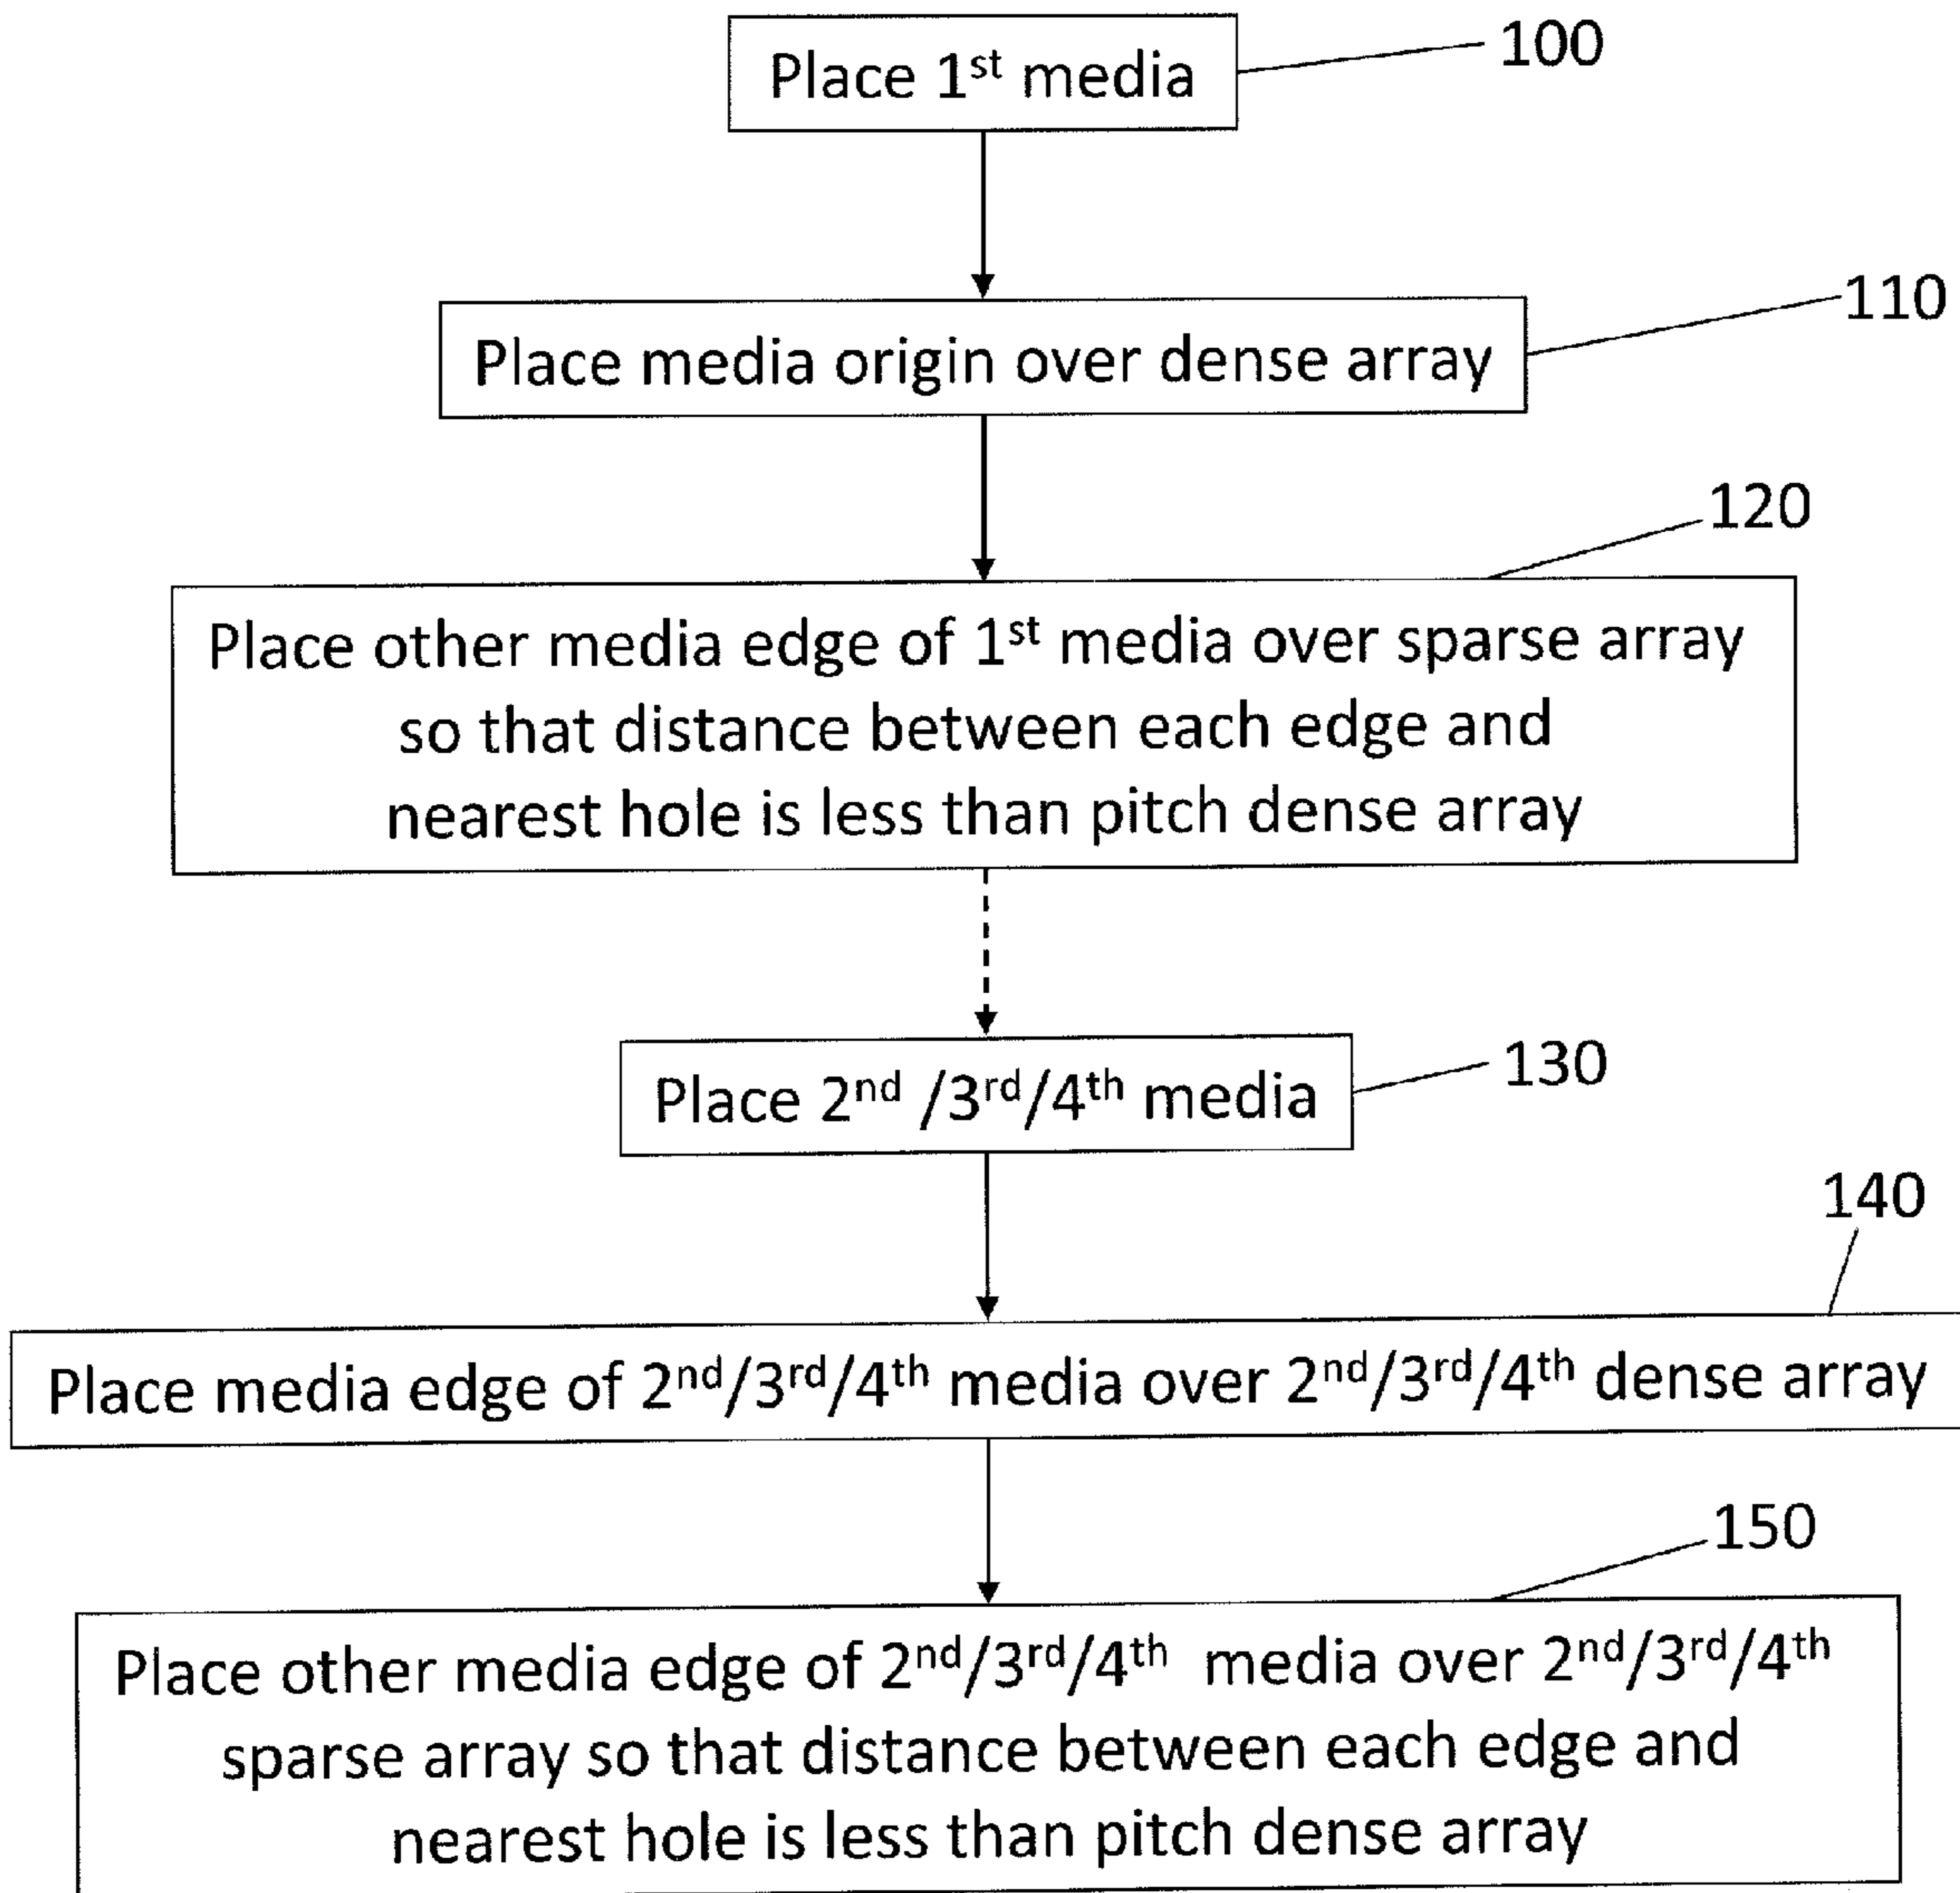 100
Place 1st media
110
Place media origin over dense array
120
Place other media edge of 1st media over sparse array
so that distance between each edge and
nearest hole is less than pitch dense array
130
Place 2nd /3rd/4th media
140
Place media edge of 2nd/3rd/4th media over 2nd/3rd/4th dense array
150
Place other media edge of 2nd/3rd/4th media over 2nd/3rd/4th
sparse array so that distance between each edge and
nearest hole is less than pitch dense array